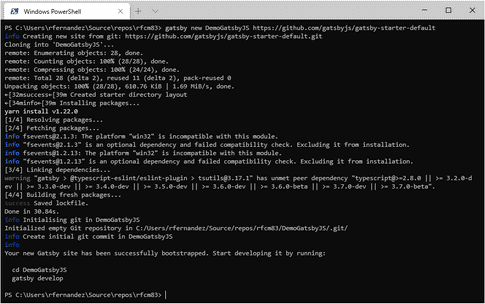 Windows PowerShell
PS C:\Users\rfernandez\Source\repos\rfcm83> gatsby new DemoGatsbyJS https://github.com/gatsbyjs/gatsby-starter-default
info Creating new site from git: https://github.com/gatsbyjs/gatsby-starter-default.git
Cloning into 'DemoGatsbyJS'...
remote: Enumerating objects: 28, done.
remote: Counting objects: 100% (28/28), done.
remote: Compressing objects: 100% (24/24), done.
remote: Total 28 (delta 2), reused 11 (delta 2), pack-reused 0
Unpacking objects: 100% (28/28), 610.76 KiB | 1.69 MiB/s, done.
←[32msuccess←[39m Created starter directory layout
←[34minfo←[39m Installing packages...
yarn install v1.22.0
[1/4] Resolving packages...
[2/4] Fetching packages...
info fsevents@2.1.3: The platform "win32" is incompatible with this module.
info "fsevents@2.1.3" is an optional dependency and failed compatibility check. Excluding it from installation.
info fsevents@1.2.13: The platform "win32" is incompatible with this module.
info "fsevents@1.2.13" is an optional dependency and failed compatibility check. Excluding it from installation.
[3/4] Linking dependencies...
warning "gatsby > @typescript-eslint/eslint-plugin > tsutils@3.17.1" has unmet peer dependency "typescript@>=2.8.0 || >= 3.2.0-d
ev || >= 3.3.0-dev || >= 3.4.0-dev || >= 3.5.0-dev || >= 3.6.0-dev || >= 3.6.0-beta || >= 3.7.0-dev || >= 3.7.0-beta".
[4/4] Building fresh packages...
success Saved lockfile.
Done in 30.84s.
info Initialising git in DemoGatsbyJS
Initialized empty Git repository in C:/Users/rfernandez/Source/repos/rfcm83/DemoGatsbyJS/.git/
info Create initial git commit in DemoGatsbyJS
info
Your new Gatsby site has been successfully bootstrapped. Start developing it by running:
cd DemoGatsbyJS
gatsby develop
PS C:\Users\rfernandez\Source\repos\rfcm83>